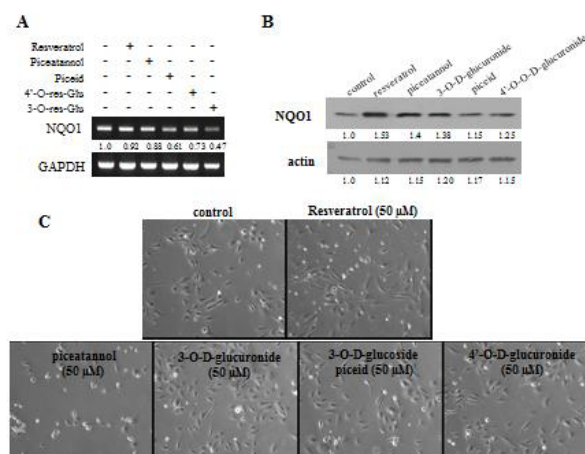 A
Resveratrol - + - - - -
Piceatannol - - + - - -
Piceid - - - + - -
4'-O-res-Glu - - - - + -
3-O-res-Glu - - - - - +
NQO1
1.0 0.92 0.88 0.61 0.73 0.47
GAPDH
B
control resveratrol piceatannol 3-O-D-glucuronide piceid 4'-O-O-D-glucuronide
NQO1
1.0 1.53 1.4 1.38 1.15 1.25
actin
1.0 1.12 1.15 1.20 1.17 1.15
C
control
Resveratrol (50 µM)
piceatannol
(50 µM)
3-O-D-glucuronide
(50 µM)
3-O-D-glucoside
piceid (50 µM)
4'-O-D-glucuronide
(50 µM)